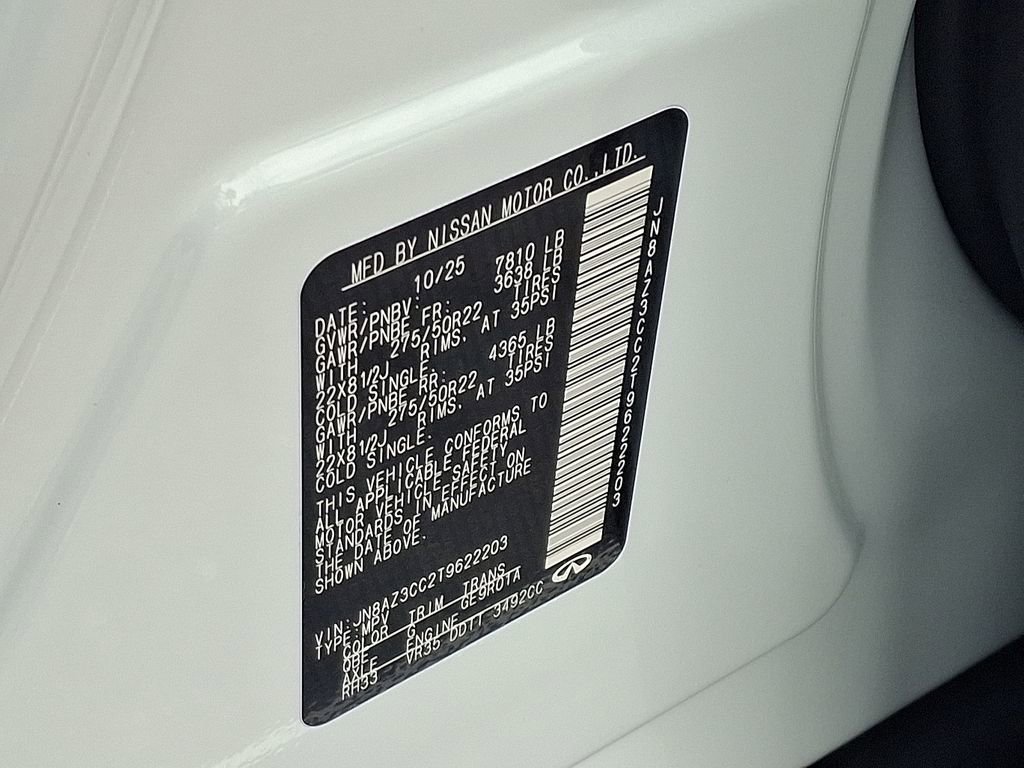 MFD BY NISSAN MOTOR CO.,LTD.
DATE: 10/25
GVWR/PNBV: 7810 LB
GAWR/PNBE FR: 3638 LB
WITH 275/50R22 TIRES
22X8 1/2J RIMS. AT 35PSI
COLD SINGLE.
GAWR/PNBE RR: 4365 LB
WITH 275/50R22 TIRES
22X8 1/2J RIMS. AT 35PSI
COLD SINGLE.
THIS VEHICLE CONFORMS TO
ALL APPLICABLE FEDERAL
MOTOR VEHICLE SAFETY
STANDARDS IN EFFECT ON
THE DATE OF MANUFACTURE
SHOWN ABOVE.
VIN:JN8AZ3CC2T9622203
TYPE:MPV
COLOR TRIM TRANS
QBE G GE9R01A
AXLE ENGINE
RH33 VR35 DDTT 3492CC
JN8AZ3CC2T9622203